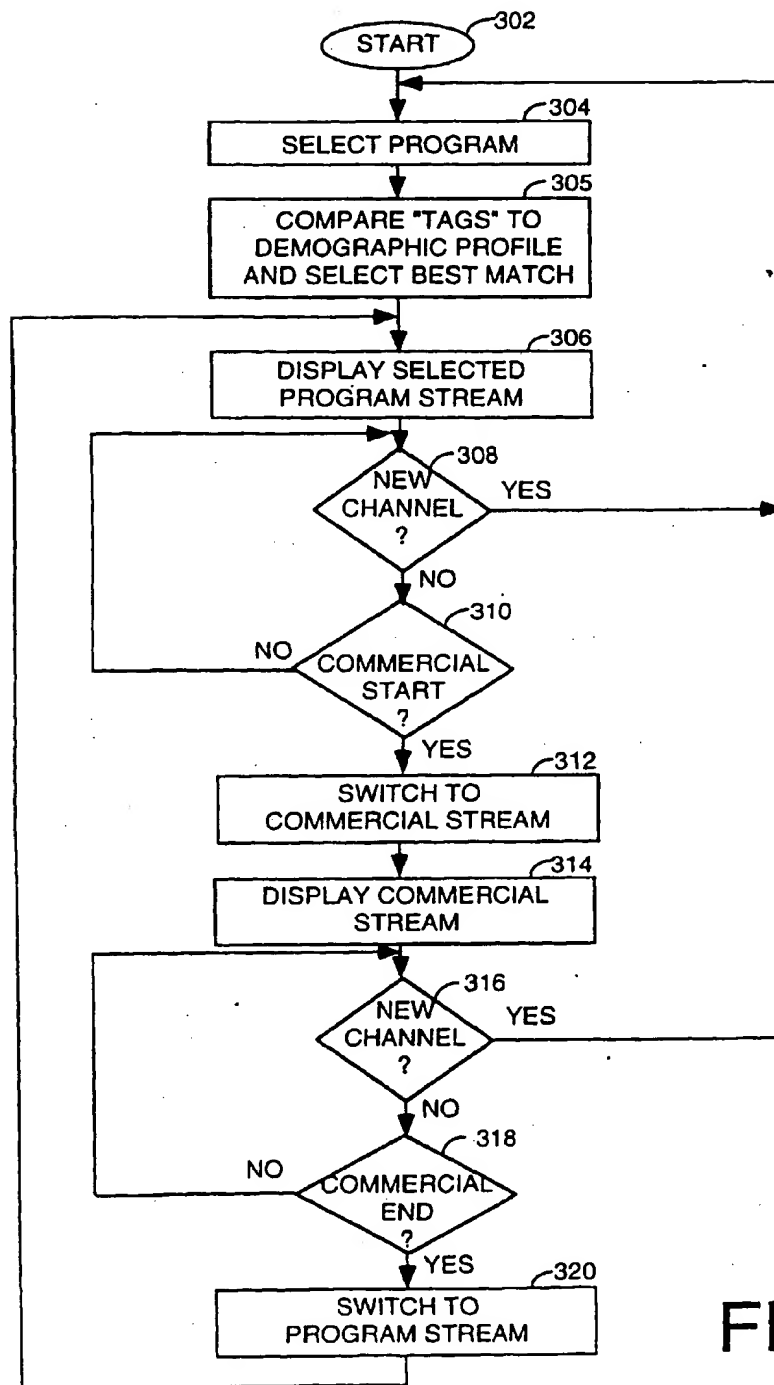 302
START
304
SELECT PROGRAM
305
COMPARE "TAGS" TO
DEMOGRAPHIC PROFILE
AND SELECT BEST MATCH
306
DISPLAY SELECTED
PROGRAM STREAM
308
NEW
CHANNEL
?
YES
NO
310
NO
COMMERCIAL
START
?
YES
312
SWITCH TO
COMMERCIAL STREAM
314
DISPLAY COMMERCIAL
STREAM
316
NEW
CHANNEL
?
YES
NO
318
NO
COMMERCIAL
END
?
YES
320
SWITCH TO
PROGRAM STREAM